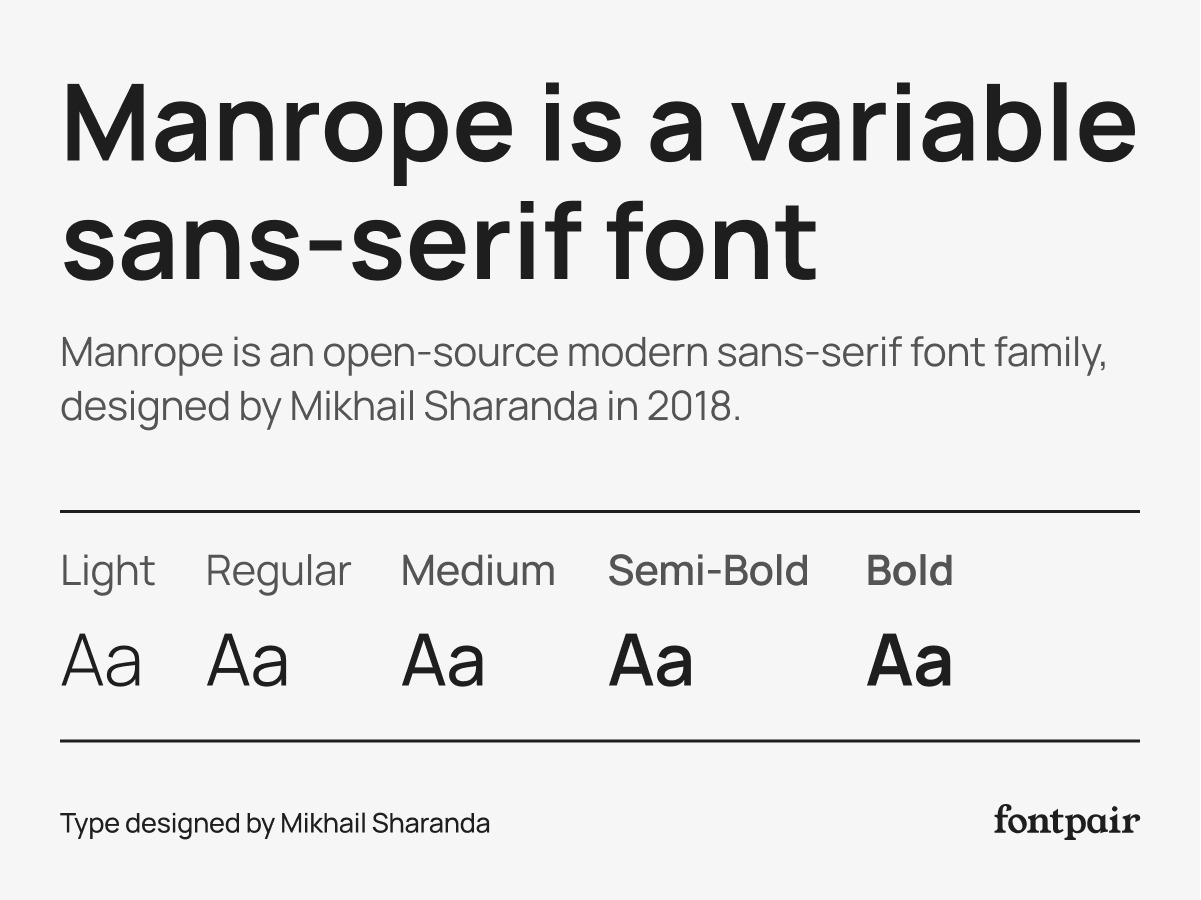 Manrope is a variable
sans-serif font
Manrope is an open-source modern sans-serif font family,
designed by Mikhail Sharanda in 2018.
Light Regular Medium Semi-Bold Bold
Aa Aa Aa Aa Aa
Type designed by Mikhail Sharanda
fontpair